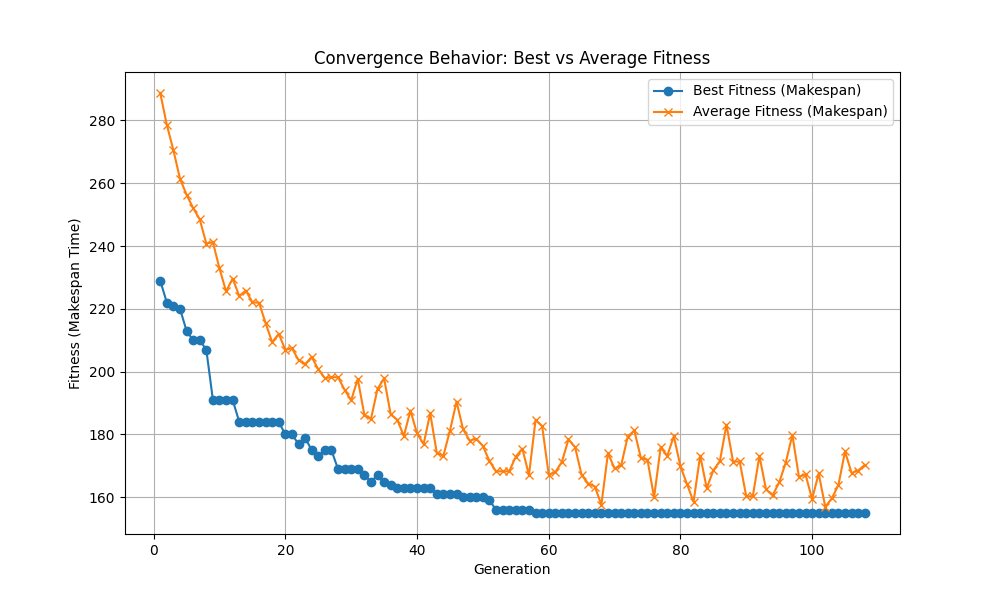 Convergence Behavior: Best vs Average Fitness
Best Fitness (Makespan)
Average Fitness (Makespan)
Fitness (Makespan Time)
280
260
240
220
200
180
160
0 20 40 60 80 100
Generation